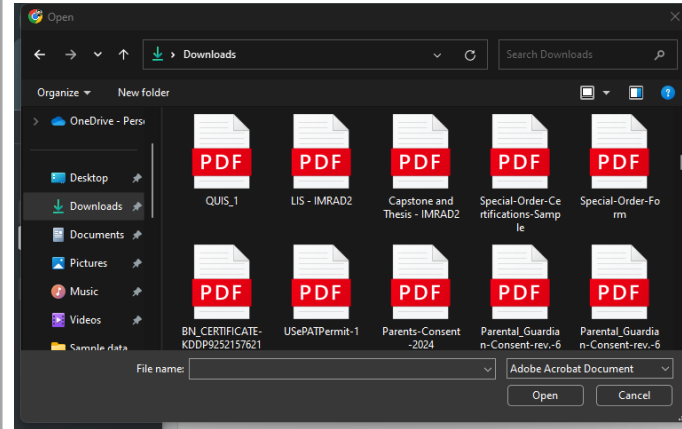 Open
Downloads
Search Downloads
Organize
New folder
OneDrive - Perso
Desktop
Downloads
Documents
Pictures
Music
Videos
Sample data
PDF
PDF
PDF
PDF
PDF
QUIS_1
LIS - IMRAD2
Capstone and
Thesis - IMRAD2
Special-Order-Ce
rtifications-Samp
le
Special-Order-Fo
rm
PDF
PDF
PDF
PDF
PDF
BN_CERTIFICATE-
KDDP9252157621
USePATPermit-1
Parents-Consent
-2024
Parental_Guardia
n-Consent-rev.-6
Parental_Guardia
n-Consent-rev.-6
File name:
Adobe Acrobat Document
Open
Cancel